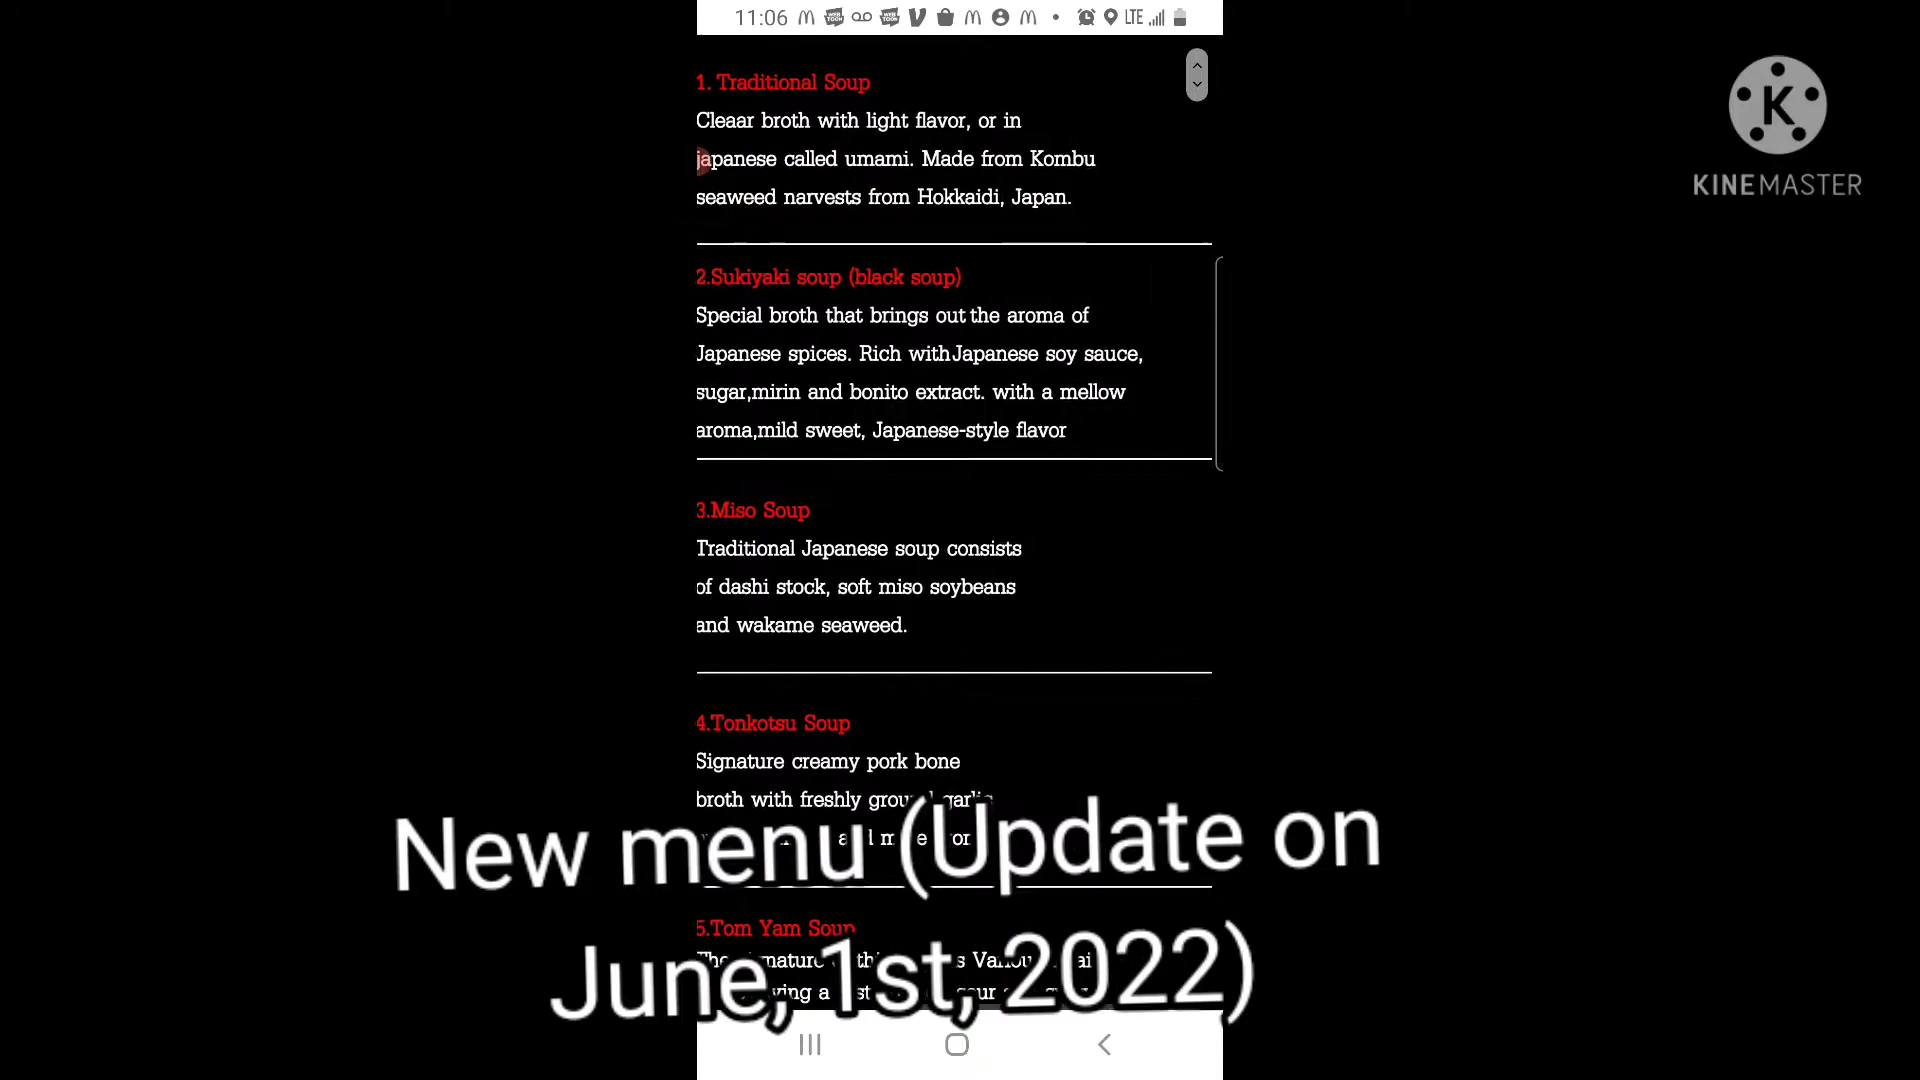 11:06
LTE
1. Traditional Soup
Cleaar broth with light flavor, or in
japanese called umami. Made from Kombu
seaweed narvests from Hokkaidi, Japan.
2.Sukiyaki soup (black soup)
Special broth that brings out the aroma of
Japanese spices. Rich withJapanese soy sauce,
sugar,mirin and bonito extract. with a mellow
aroma,mild sweet, Japanese-style flavor
3.Miso Soup
Traditional Japanese soup consists
of dashi stock, soft miso soybeans
and wakame seaweed.
4.Tonkotsu Soup
Signature creamy pork bone
broth with freshly ground garlic
5.Tom Yam Soup
New menu (Update on
June, 1st, 2022)
K
KINEMASTER